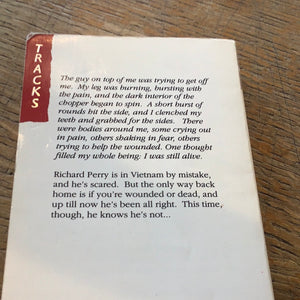 TRACKS
The guy on top of me was trying to get off
me. My leg was burning, bursting with
the pain, and the dark interior of the
chopper began to spin. A short burst of
rounds hit the side, and I clenched my
teeth and grabbed for the sides. There
were bodies around me, some crying out
in pain, others shaking in fear, others
trying to help the wounded. One thought
filled my whole being: I was still alive.
Richard Perry is in Vietnam by mistake,
and he's scared. But the only way back
home is if you're wounded or dead, and
up till now he's been all right. This time,
though, he knows he's not...